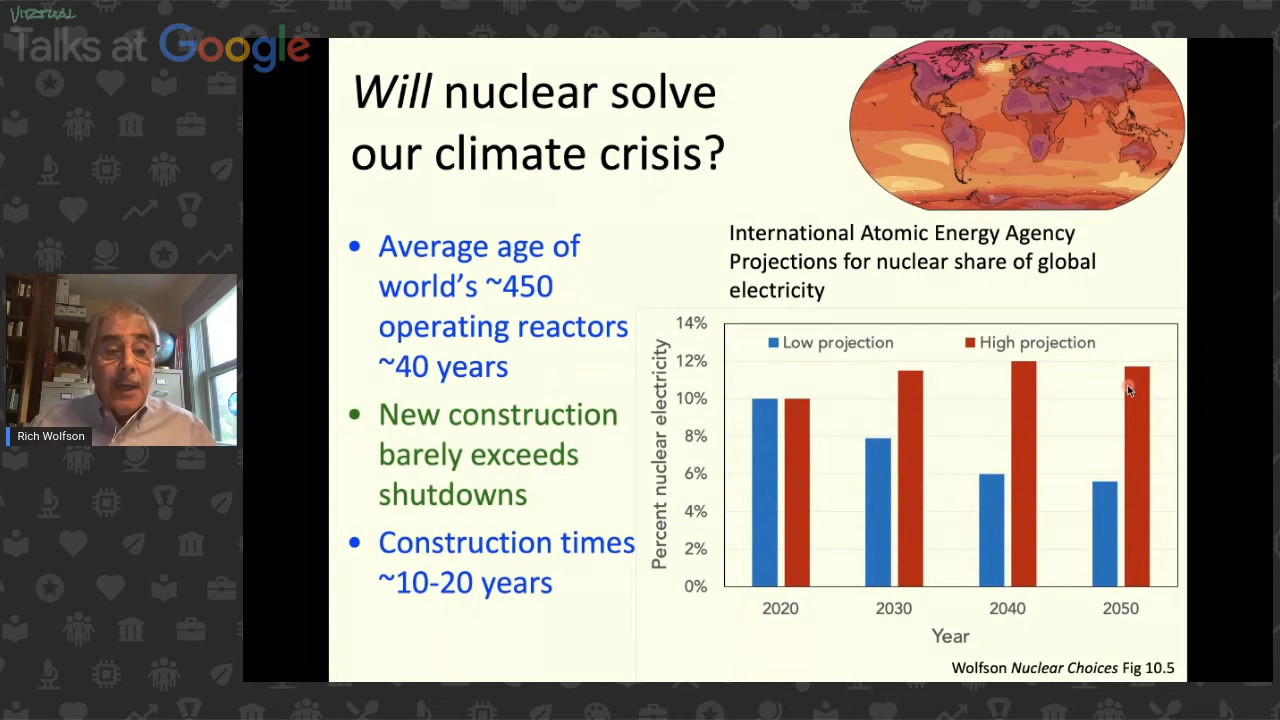 VIRTUAL
Talks at Google
Will nuclear solve
our climate crisis?
• Average age of
world’s ~450
operating reactors
~40 years
• New construction
barely exceeds
shutdowns
• Construction times
~10-20 years
International Atomic Energy Agency
Projections for nuclear share of global
electricity
Percent nuclear electricity
14%
12%
10%
8%
6%
4%
2%
0%
Low projection
High projection
2020
2030
2040
2050
Year
Wolfson Nuclear Choices Fig 10.5
Rich Wolfson